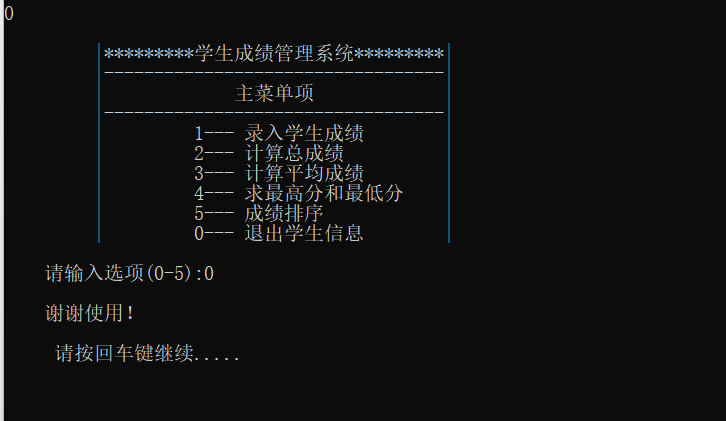 0
*********学生成绩管理系统*********
----------------------------------
主菜单项
----------------------------------
1--- 录入学生成绩
2--- 计算总成绩
3--- 计算平均成绩
4--- 求最高分和最低分
5--- 成绩排序
0--- 退出学生信息
请输入选项(0-5):0
谢谢使用!
请按回车键继续.....